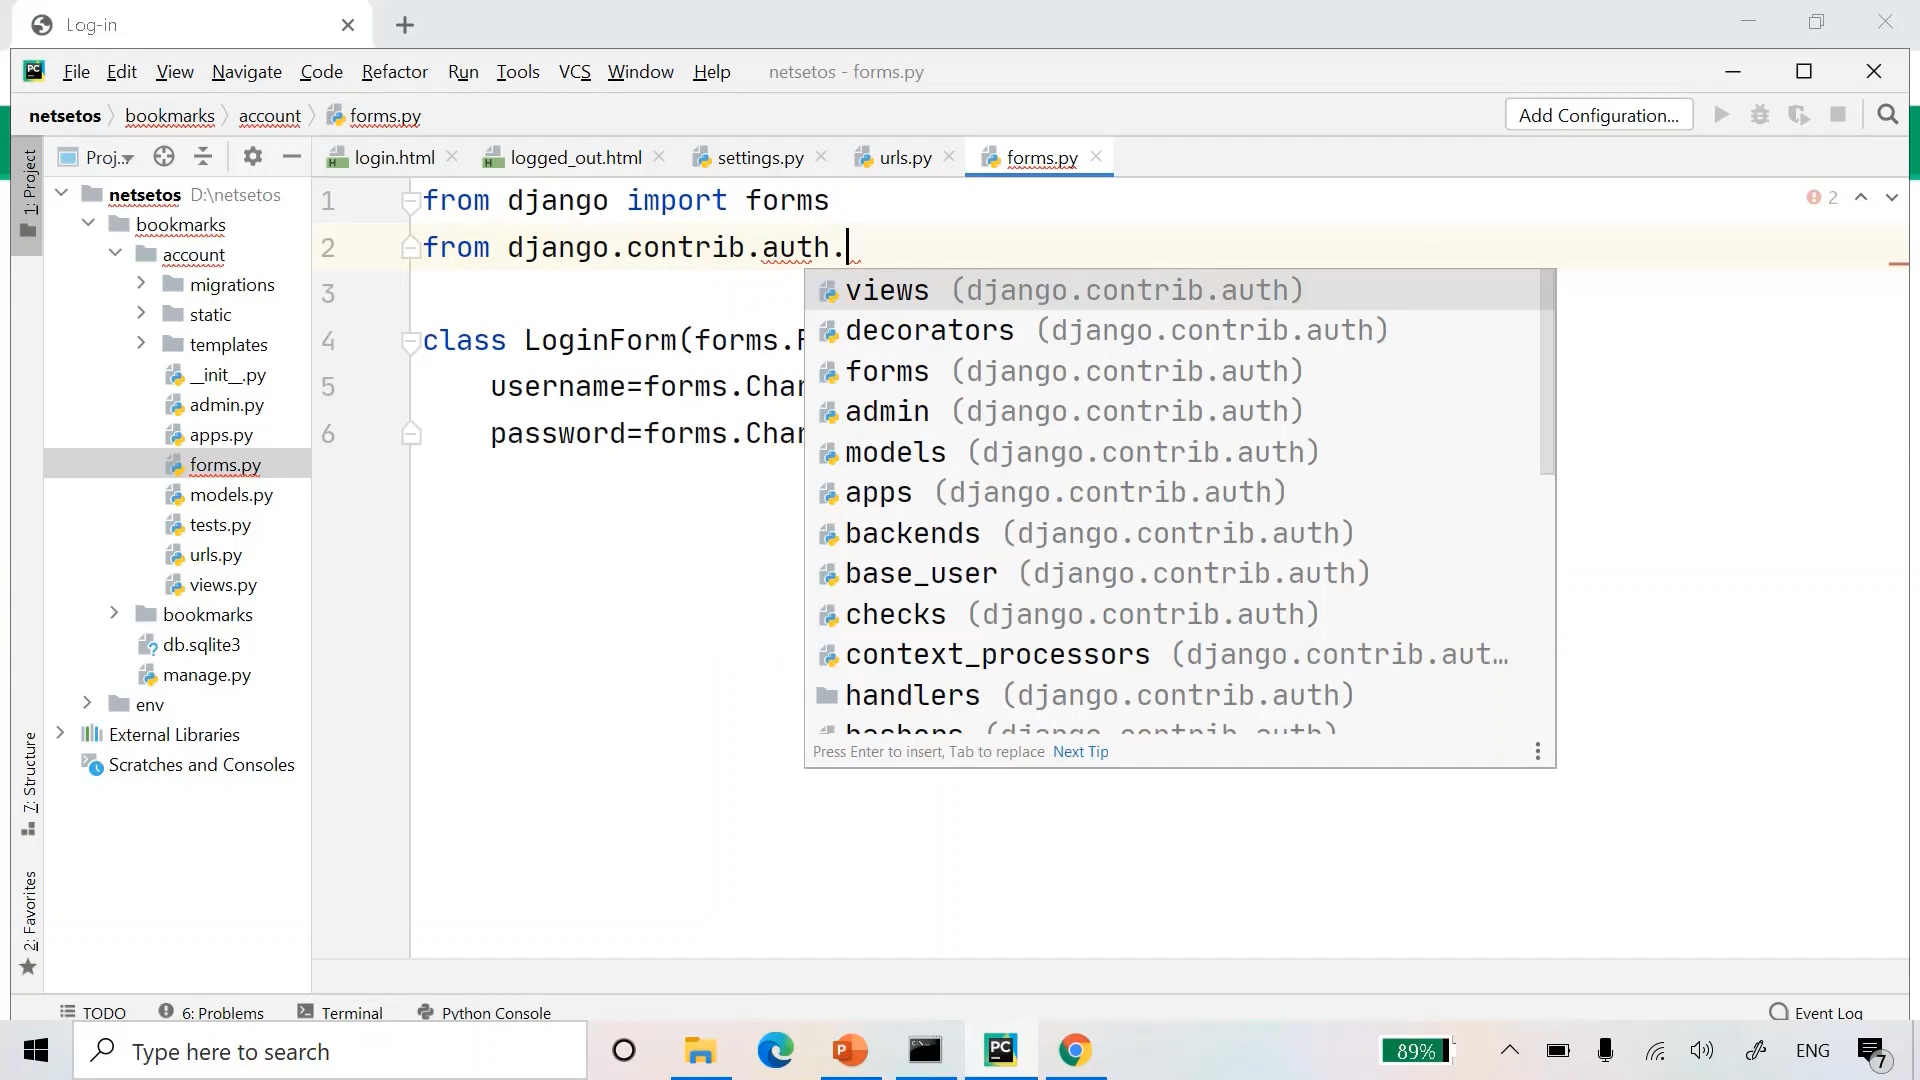 Log-in
File Edit View Navigate Code Refactor Run Tools VCS Window Help netsetos - forms.py
netsetos bookmarks account forms.py Add Configuration...
1: Project
Proj...
login.html logged_out.html settings.py urls.py forms.py
netsetos D:\netsetos
bookmarks
account
migrations
static
templates
__init__.py
admin.py
apps.py
forms.py
models.py
tests.py
urls.py
views.py
bookmarks
db.sqlite3
manage.py
env
External Libraries
Scratches and Consoles
7: Structure
2: Favorites
1 from django import forms
2 from django.contrib.auth.
3
4 class LoginForm(forms.
5 username=forms.Char
6 password=forms.Char
2
views (django.contrib.auth)
decorators (django.contrib.auth)
forms (django.contrib.auth)
admin (django.contrib.auth)
models (django.contrib.auth)
apps (django.contrib.auth)
backends (django.contrib.auth)
base_user (django.contrib.auth)
checks (django.contrib.auth)
context_processors (django.contrib.aut...
handlers (django.contrib.auth)
hashers (django.contrib.auth)
Press Enter to insert, Tab to replace Next Tip
TODO 6: Problems Terminal Python Console Event Log
Type here to search 89% ENG 7